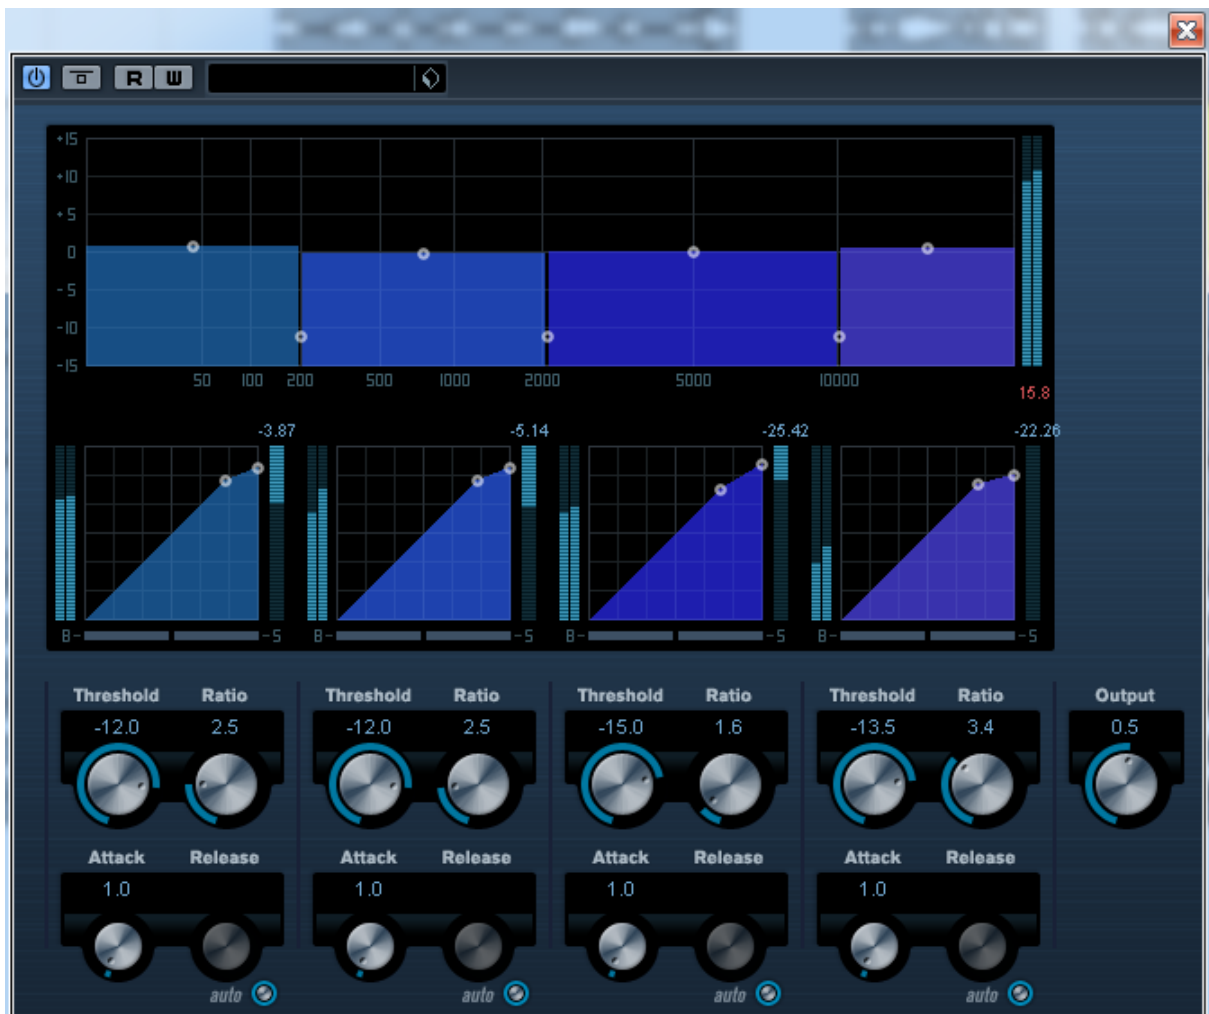 R W
+15
+10
+5
0
-5
-10
-15
50 100 200 500 1000 2000 5000 10000
15.8
-3.87 -5.14 -25.42 -22.26
B S B S B S B S
Threshold Ratio Threshold Ratio Threshold Ratio Threshold Ratio Output
-12.0 2.5 -12.0 2.5 -15.0 1.6 -13.5 3.4 0.5
Attack Release Attack Release Attack Release Attack Release
1.0 1.0 1.0 1.0
auto auto auto auto